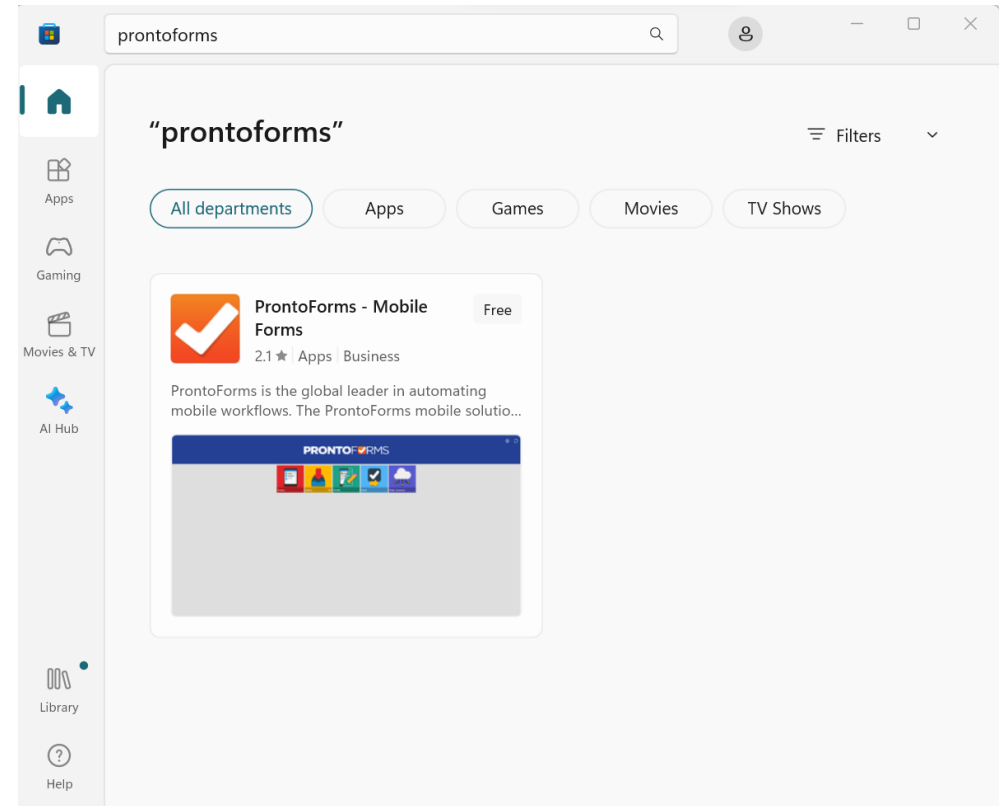 prontoforms
Apps
Gaming
Movies & TV
AI Hub
Library
Help
“prontoforms”
Filters
All departments
Apps
Games
Movies
TV Shows
ProntoForms - Mobile
Forms
Free
2.1 ★ Apps Business
ProntoForms is the global leader in automating
mobile workflows. The ProntoForms mobile solutio...
PRONTOFORMS